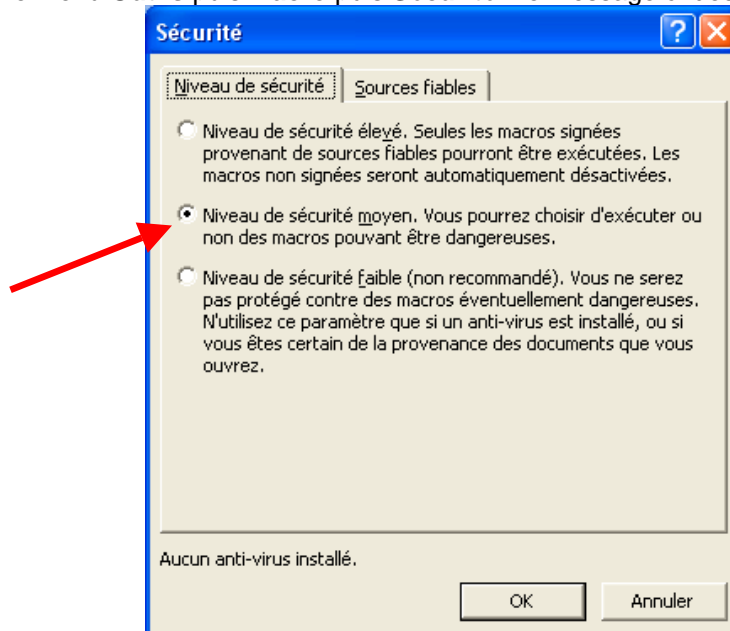 Sécurité
Niveau de sécurité
Sources fiables
Niveau de sécurité élevé. Seules les macros signées
provenant de sources fiables pourront être exécutées. Les
macros non signées seront automatiquement désactivées.
Niveau de sécurité moyen. Vous pourrez choisir d'exécuter ou
non des macros pouvant être dangereuses.
Niveau de sécurité faible (non recommandé). Vous ne serez
pas protégé contre des macros éventuellement dangereuses.
N'utilisez ce paramètre que si un anti-virus est installé, ou si
vous êtes certain de la provenance des documents que vous
ouvrez.
Aucun anti-virus installé.
OK
Annuler